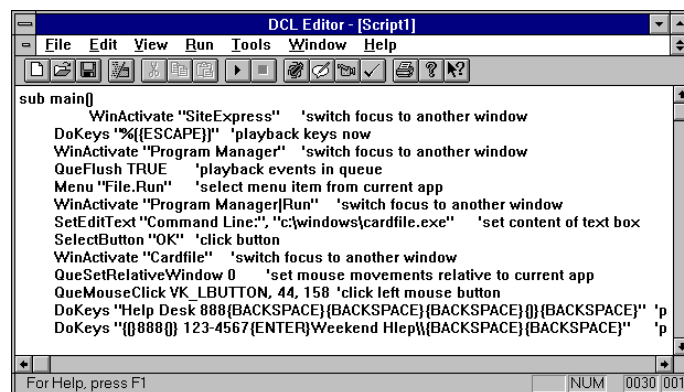 DCL Editor - [Script1]
File Edit View Run Tools Window Help
sub main()
WinActivate "SiteExpress" 'switch focus to another window
DoKeys "%{{ESCAPE}}" 'playback keys now
WinActivate "Program Manager" 'switch focus to another window
QueFlush TRUE 'playback events in queue
Menu "File.Run" 'select menu item from current app
WinActivate "Program Manager|Run" 'switch focus to another window
SetEditText "Command Line:", "c:\windows\cardfile.exe" 'set content of text box
SelectButton "OK" 'click button
WinActivate "Cardfile" 'switch focus to another window
QueSetRelativeWindow 0 'set mouse movements relative to current app
QueMouseClick VK_LBUTTON, 44, 158 'click left mouse button
DoKeys "Help Desk 888{BACKSPACE}{BACKSPACE}{BACKSPACE}{(}{BACKSPACE}" 'p
DoKeys "{(}888{)} 123-4567{ENTER}Weekend Hlep\\{BACKSPACE}{BACKSPACE}" 'p
For Help, press F1 NUM 0030 001